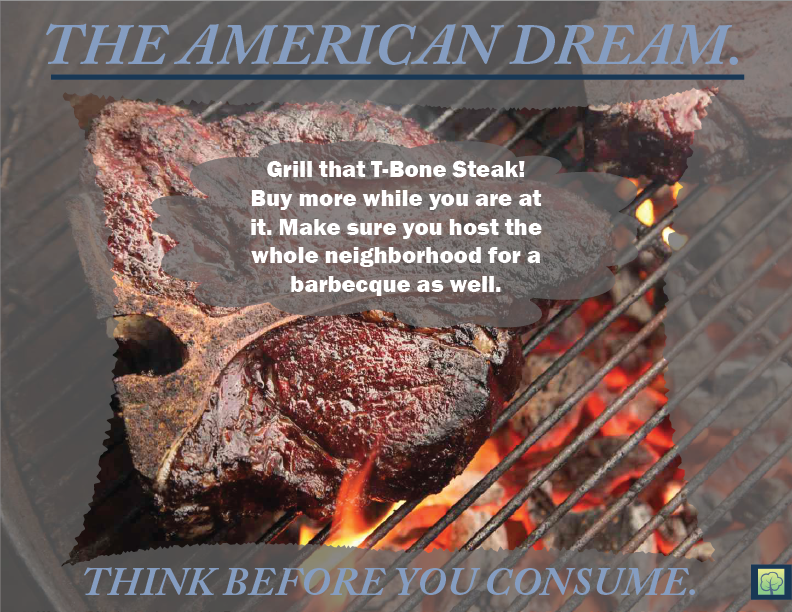 THE AMERICAN DREAM.
Grill that T-Bone Steak!
Buy more while you are at
it. Make sure you host the
whole neighborhood for a
barbecque as well.
THINK BEFORE YOU CONSUME.